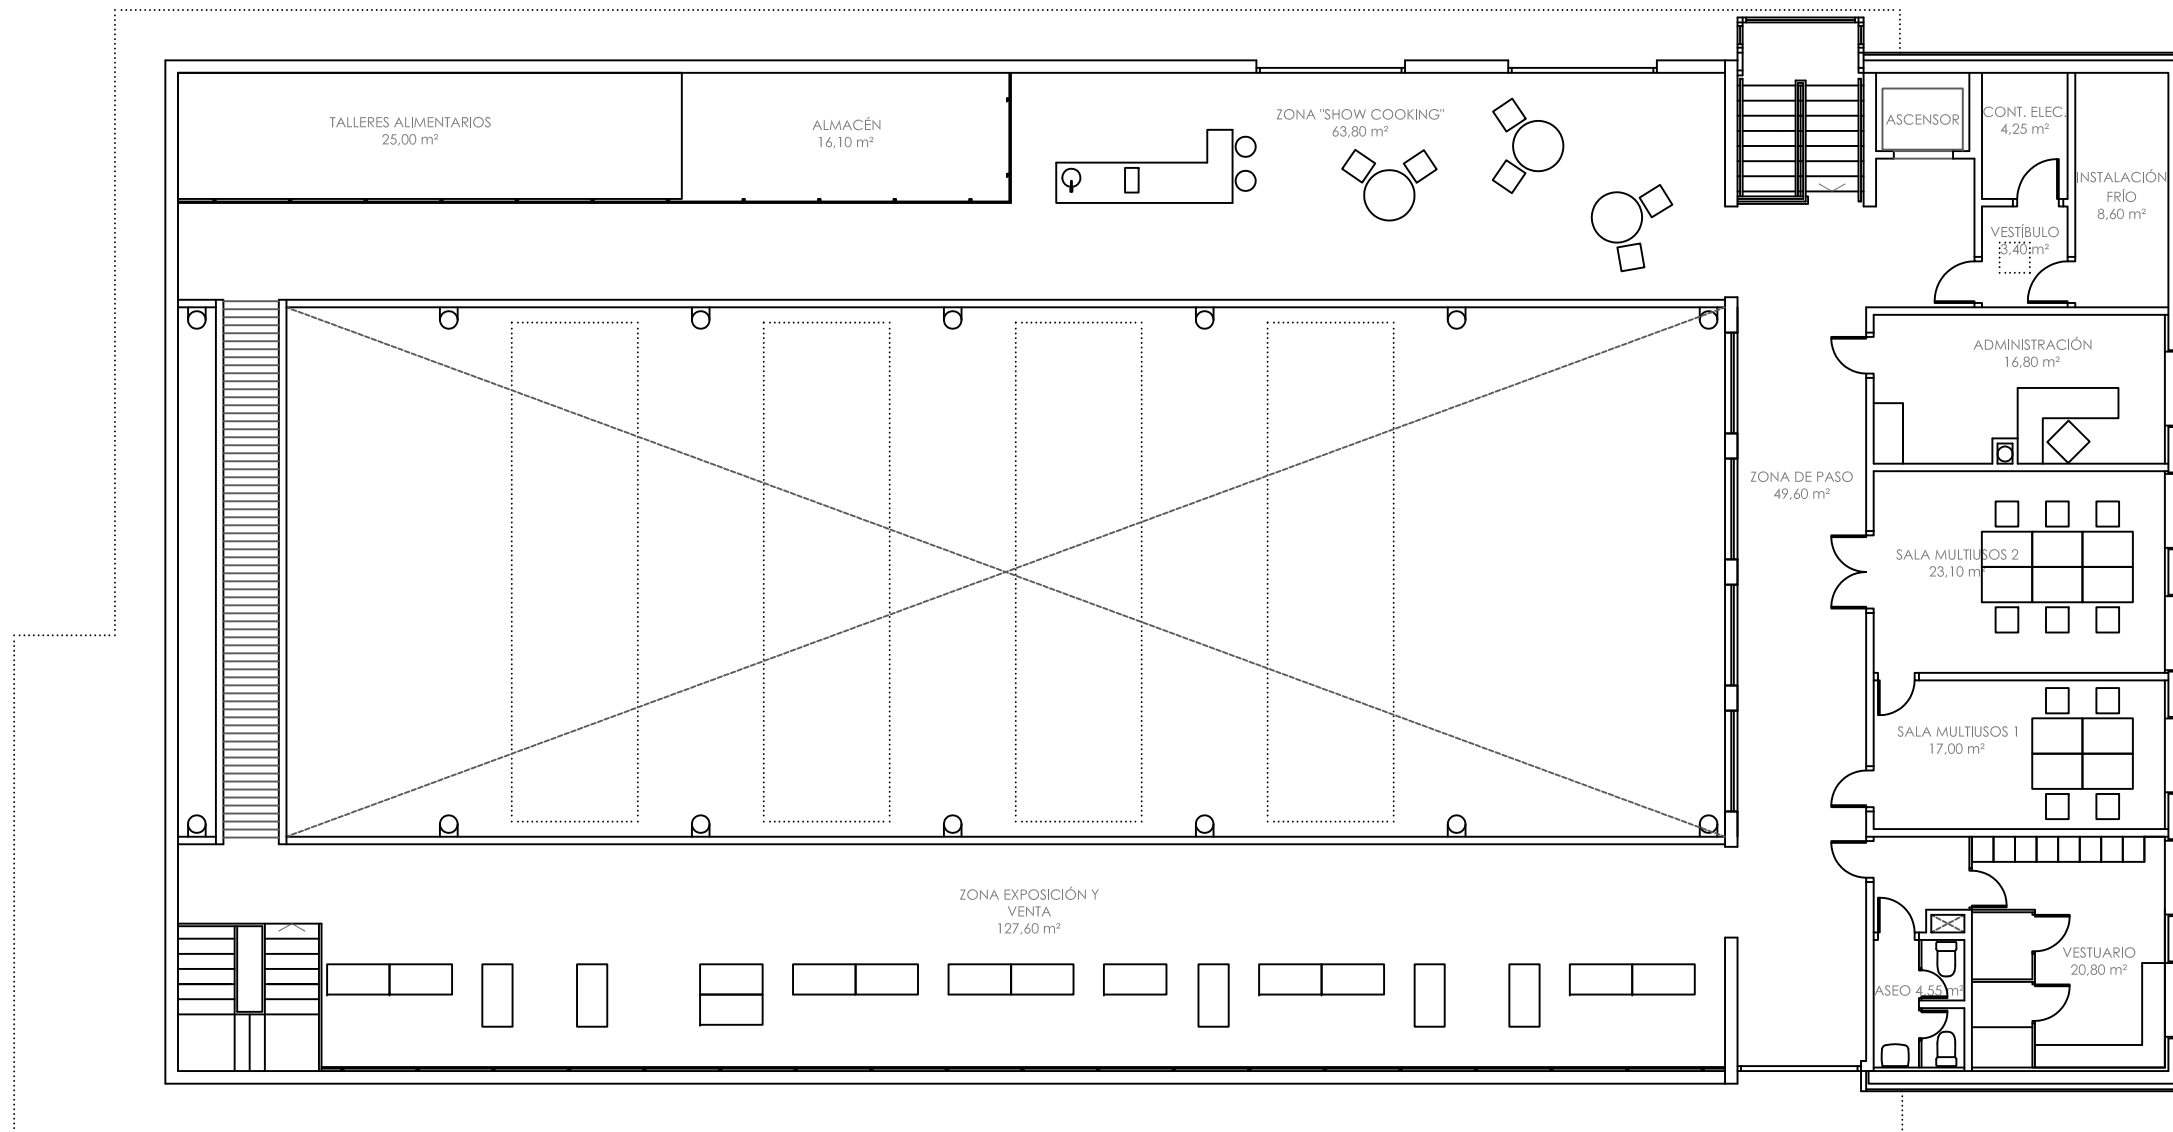 TALLERES ALIMENTARIOS
25,00 m²
ALMACÉN
16,10 m²
ZONA "SHOW COOKING"
63,80 m²
ASCENSOR
CONT. ELEC.
4,25 m²
INSTALACIÓN
FRÍO
8,60 m²
VESTÍBULO
3,40 m²
ADMINISTRACIÓN
16,80 m²
ZONA DE PASO
49,60 m²
SALA MULTIUSOS 2
23,10 m²
SALA MULTIUSOS 1
17,00 m²
ZONA EXPOSICIÓN Y
VENTA
127,60 m²
VESTUARIO
20,80 m²
ASEO 4,55 m²